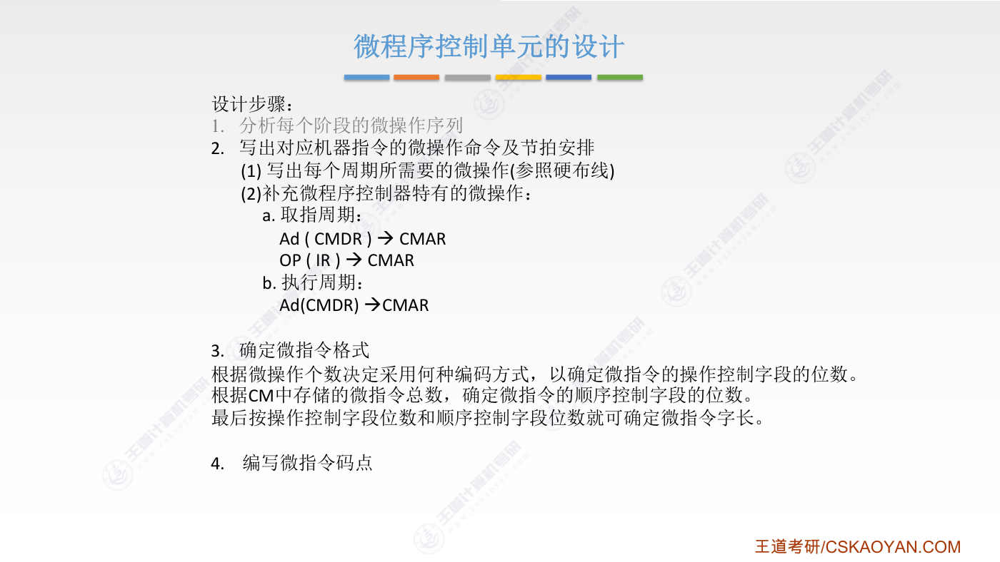 微程序控制单元的设计
设计步骤：
1. 分析每个阶段的微操作序列
2. 写出对应机器指令的微操作命令及节拍安排
(1) 写出每个周期所需要的微操作(参照硬布线)
(2)补充微程序控制器特有的微操作：
a. 取指周期：
Ad ( CMDR ) → CMAR
OP ( IR ) → CMAR
b. 执行周期：
Ad(CMDR) →CMAR
3. 确定微指令格式
根据微操作个数决定采用何种编码方式，以确定微指令的操作控制字段的位数。
根据CM中存储的微指令总数，确定微指令的顺序控制字段的位数。
最后按操作控制字段位数和顺序控制字段位数就可确定微指令字长。
4. 编写微指令码点
王道考研/CSKAOYAN.COM